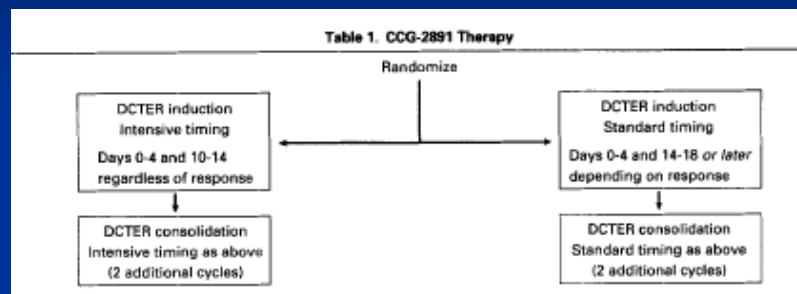 Table 1. CCG-2891 Therapy
Randomize
DCTER induction
Intensive timing
Days 0-4 and 10-14
regardless of response
DCTER induction
Standard timing
Days 0-4 and 14-18 or later
depending on response
DCTER consolidation
Intensive timing as above
(2 additional cycles)
DCTER consolidation
Standard timing as above
(2 additional cycles)